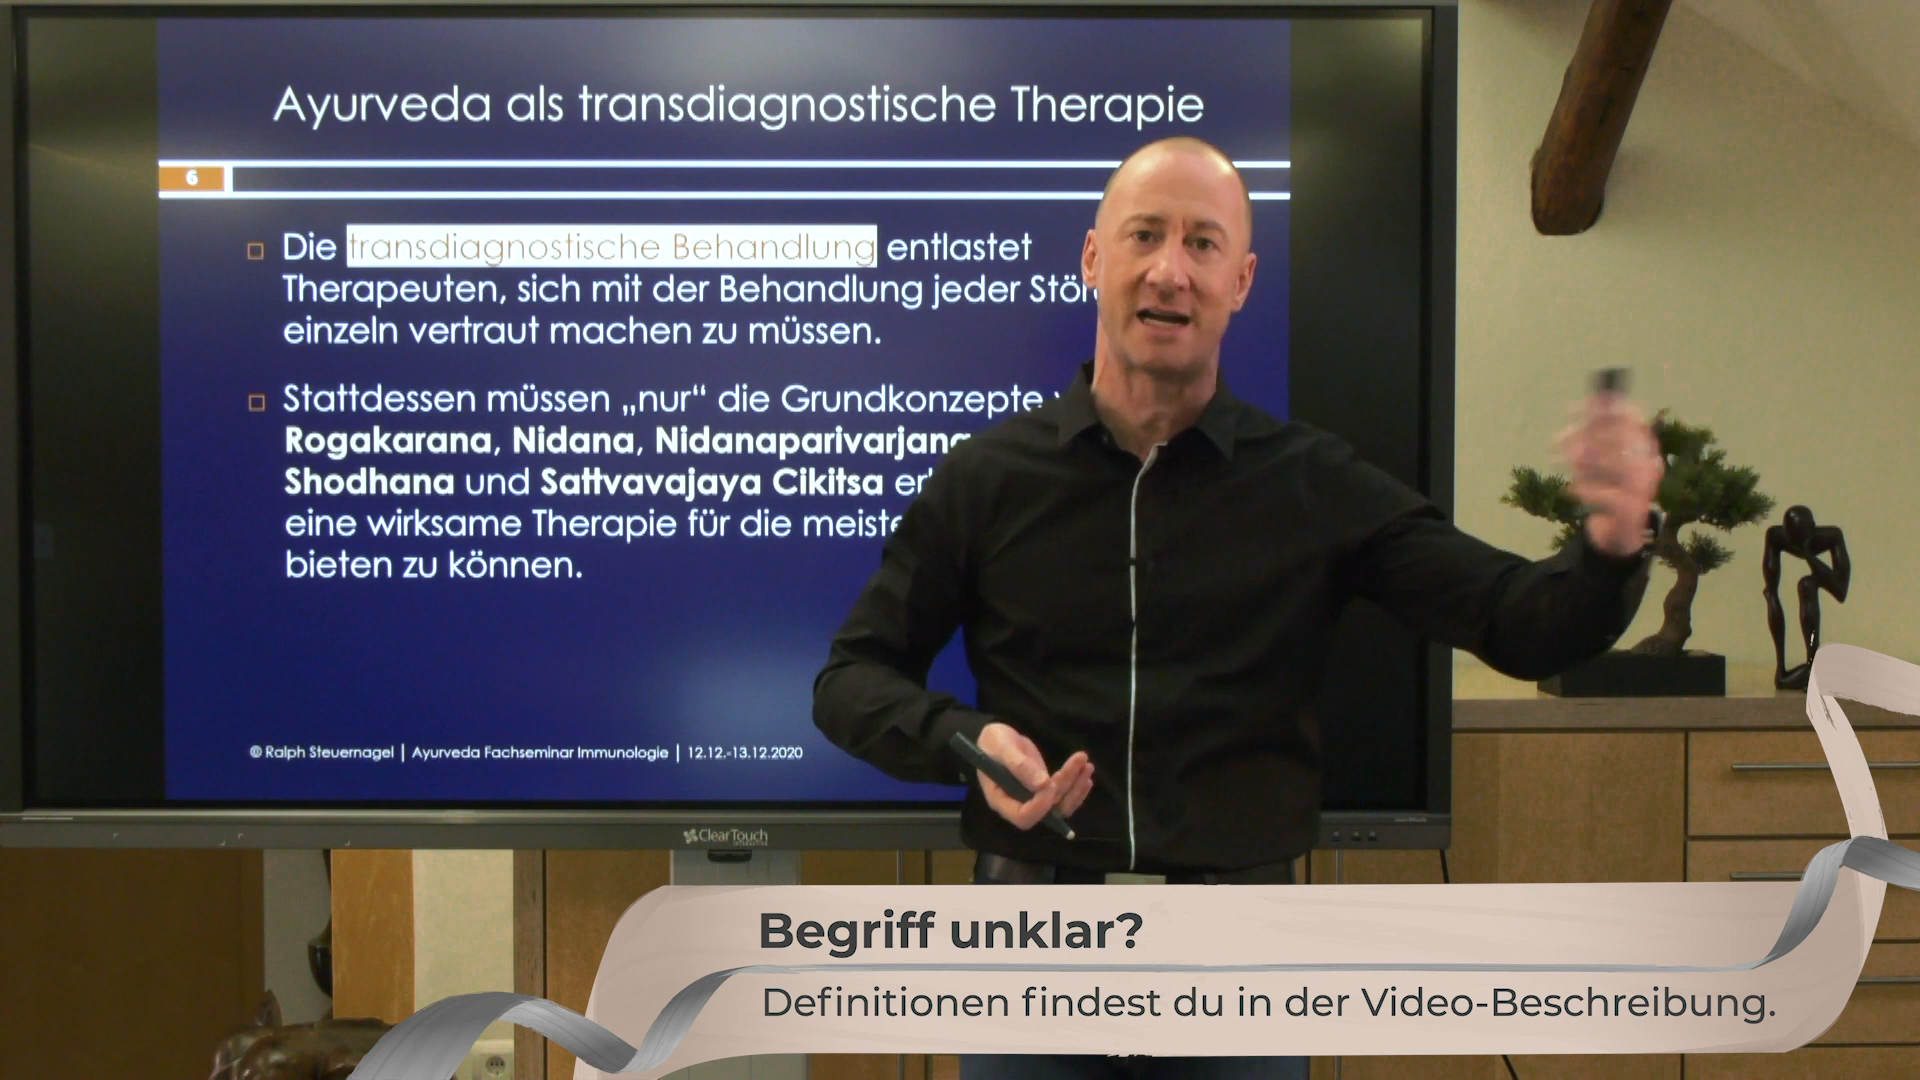 Ayurveda als transdiagnostische Therapie
6
Die transdiagnostische Behandlung entlastet
Therapeuten, sich mit der Behandlung jeder
einzeln vertraut machen zu müssen.
Stattdessen müssen „nur“ die Grundkonzepte
Rogakarana, Nidana, Nidanaparivarjana
Shodhana und Sattvavajaya Cikitsa
eine wirksame Therapie für die
bieten zu können.
© Ralph Steuernagel | Ayurveda Fachseminar Immunologie | 12.12.-13.12.2020
ClearTouch
INTERACTIVE
Begriff unklar?
Definitionen findest du in der Video-Beschreibung.